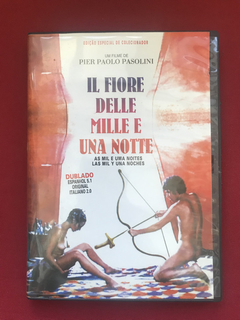 EDIÇÃO ESPECIAL DE COLECIONADOR
UM FILME DE
PIER PAOLO PASOLINI
IL FIORE
DELLE
MILLE E
UNA NOTTE
AS MIL E UMA NOITES
LAS MIL Y UNA NOCHES
DUBLADO
ESPANHOL 5.1
ORIGINAL
ITALIANO 2.0